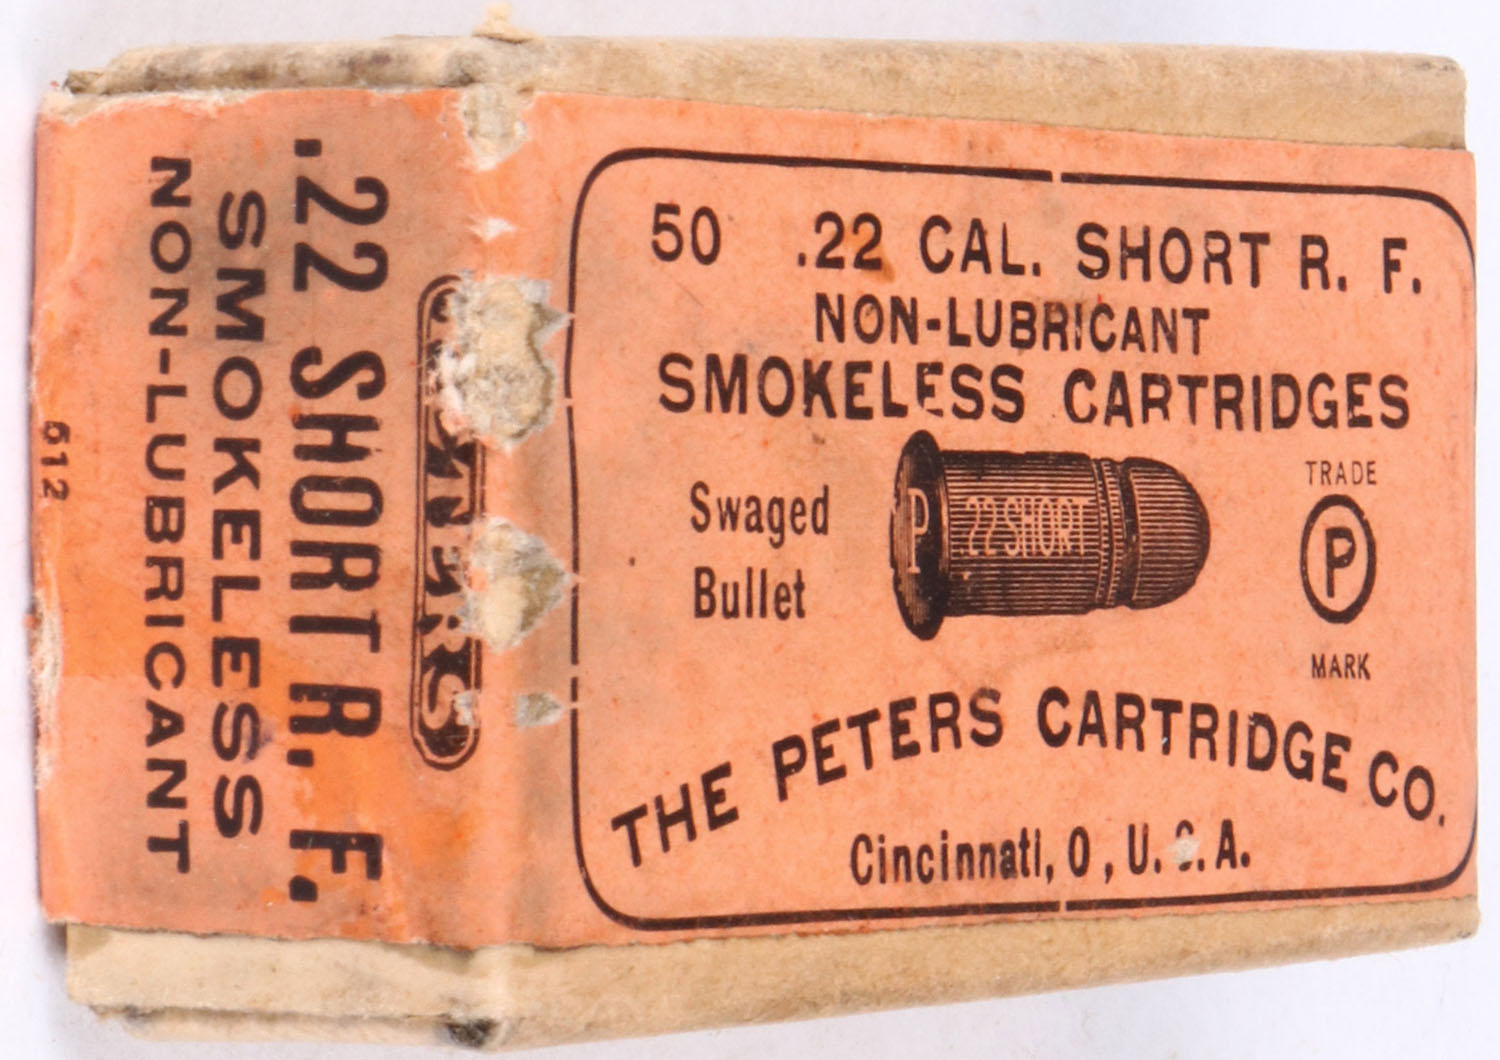 50 .22 CAL. SHORT R. F.
NON-LUBRICANT
SMOKELESS CARTRIDGES
Swaged
Bullet
P 22 SHORT
TRADE
P
MARK
THE PETERS CARTRIDGE CO.
Cincinnati, O, U. S. A.
.22 SHORT R. F.
SMOKELESS
NON-LUBRICANT
512